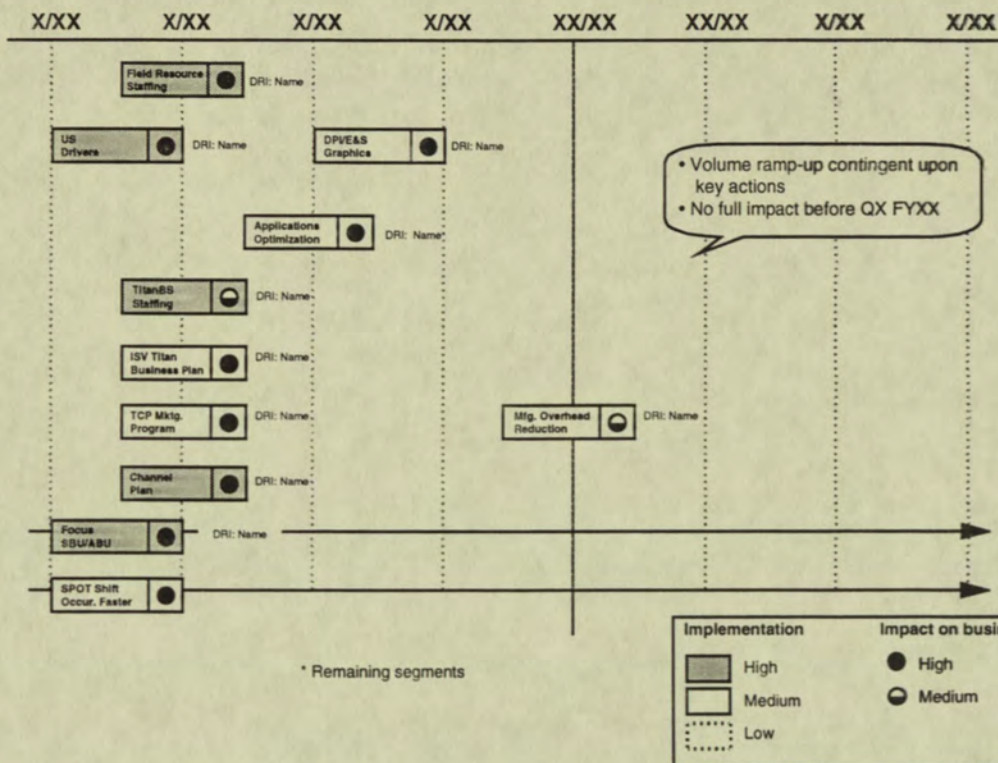 X/XX X/XX X/XX X/XX XX/XX XX/XX X/XX X/XX
Field Resource
Staffing
DRI: Name
US
Drivers
DRI: Name
DPI/E&S
Graphics
DRI: Name
• Volume ramp-up contingent upon
key actions
• No full impact before QX FYXX
Applications
Optimization
DRI: Name
TitanBS
Staffing
DRI: Name
ISV Titan
Business Plan
DRI: Name
TCP Mktg.
Program
DRI: Name
Mfg. Overhead
Reduction
DRI: Name
Channel
Plan
DRI: Name
Focus
SBU/ABU
DRI: Name
SPOT Shift
Occur. Faster
* Remaining segments
Implementation
High
Medium
Low
Impact on busin
High
Medium